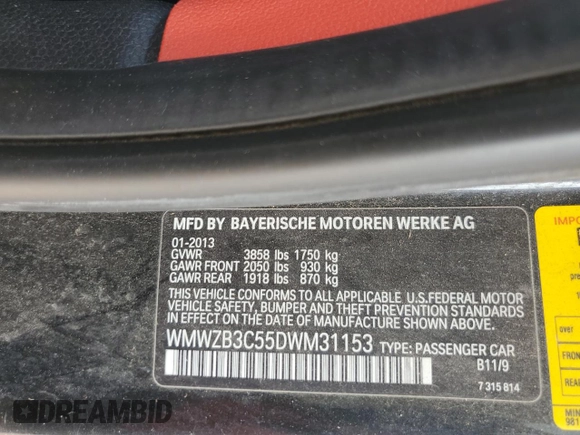 MFD BY BAYERISCHE MOTOREN WERKE AG
01-2013
GVWR 3858 lbs 1750 kg
GAWR FRONT 2050 lbs 930 kg
GAWR REAR 1918 lbs 870 kg
THIS VEHICLE CONFORMS TO ALL APPLICABLE U.S.FEDERAL MOTOR
VEHICLE SAFETY, BUMPER AND THEFT PREVENTION STANDARDS
IN EFFECT ON THE DATE OF MANUFACTURE SHOWN ABOVE.
WMWZB3C55DWM31153 TYPE: PASSENGER CAR
B11/9
7 315 814
over
DREAMBID